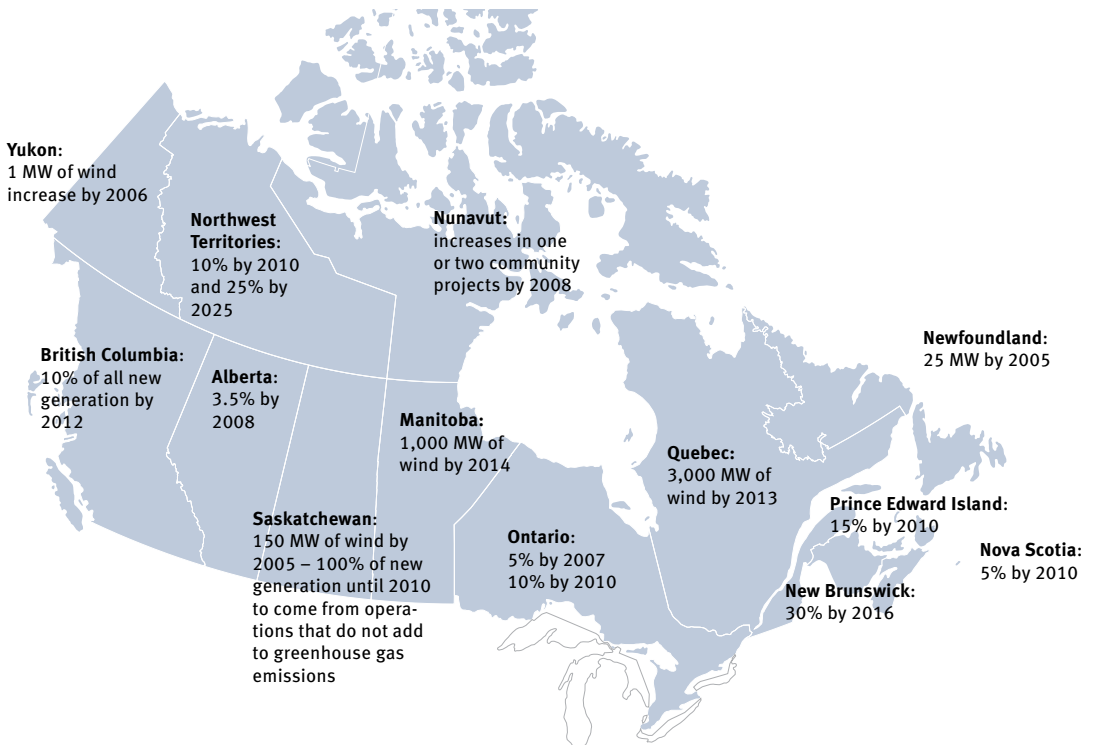 Yukon:
1 MW of wind
increase by 2006
Northwest
Territories:
10% by 2010
and 25% by
2025
Nunavut:
increases in one
or two community
projects by 2008
British Columbia:
10% of all new
generation by
2012
Alberta:
3.5% by
2008
Saskatchewan:
150 MW of wind by
2005 – 100% of new
generation until 2010
to come from opera-
tions that do not add
to greenhouse gas
emissions
Manitoba:
1,000 MW of
wind by 2014
Ontario:
5% by 2007
10% by 2010
Quebec:
3,000 MW of
wind by 2013
Newfoundland:
25 MW by 2005
Prince Edward Island:
15% by 2010
Nova Scotia:
5% by 2010
New Brunswick:
30% by 2016